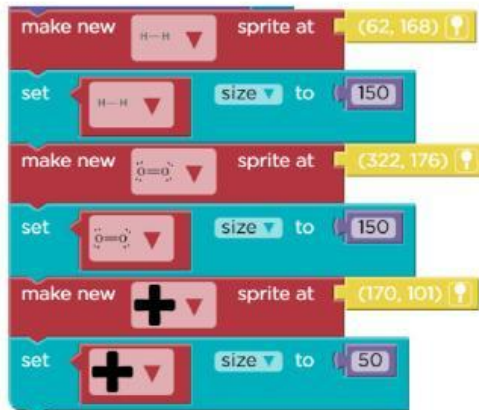 make new H—H ▼ sprite at (62, 168)
set H—H ▼ size ▼ to 150
make new :O=O: ▼ sprite at (322, 176)
set :O=O: ▼ size ▼ to 150
make new + ▼ sprite at (170, 101)
set + ▼ size ▼ to 50